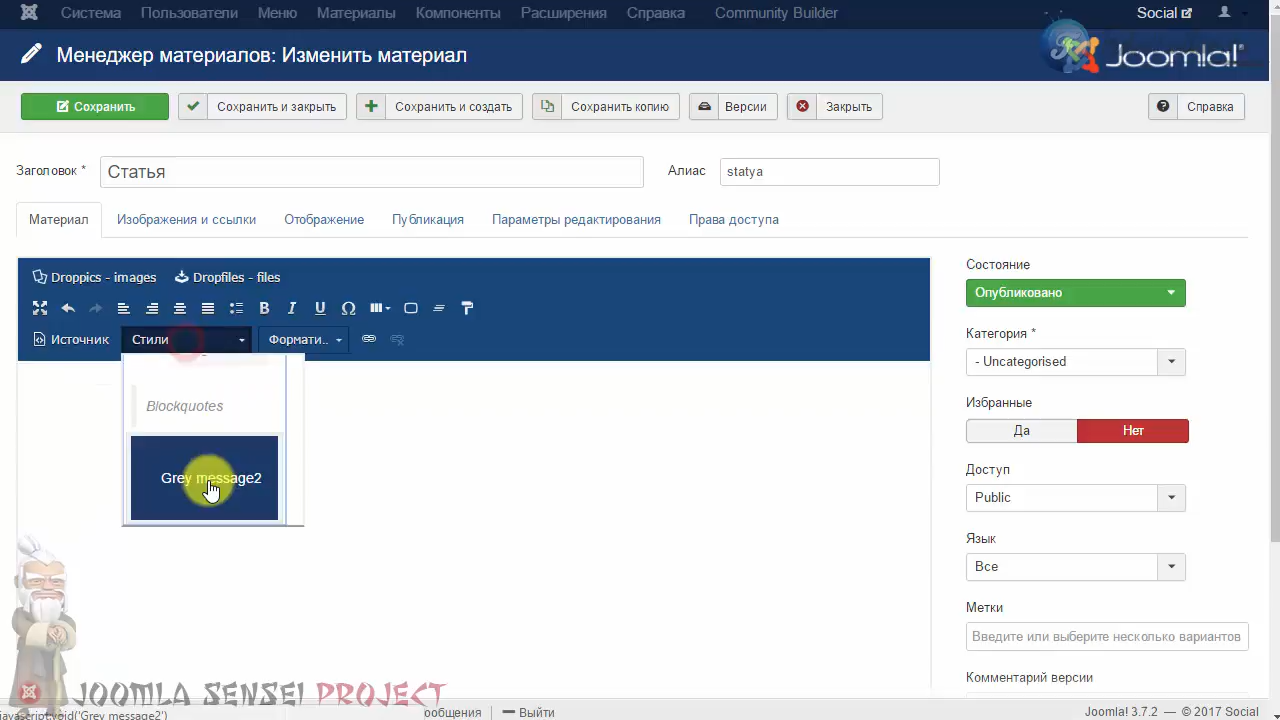 Система Пользователи Меню Материалы Компоненты Расширения Справка Community Builder Social
Менеджер материалов: Изменить материал
Joomla!
Сохранить Сохранить и закрыть Сохранить и создать Сохранить копию Версии Закрыть Справка
Заголовок * Статья Алиас statya
Материал Изображения и ссылки Отображение Публикация Параметры редактирования Права доступа
Droppics - images Dropfiles - files
Источник Стили Формати..
Blockquotes
Grey message2
Состояние
Опубликовано
Категория *
- Uncategorised
Избранные
Да Нет
Доступ
Public
Язык
Все
Метки
Введите или выберите несколько вариантов
Комментарий версии
JOOMLA SENSEI PROJECT
javascript:void('Grey message2') ообщения Выйти Joomla! 3.7.2 — © 2017 Social